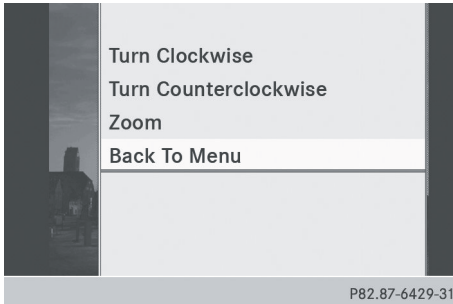 Turn Clockwise
Turn Counterclockwise
Zoom
Back To Menu
P82.87-6429-31